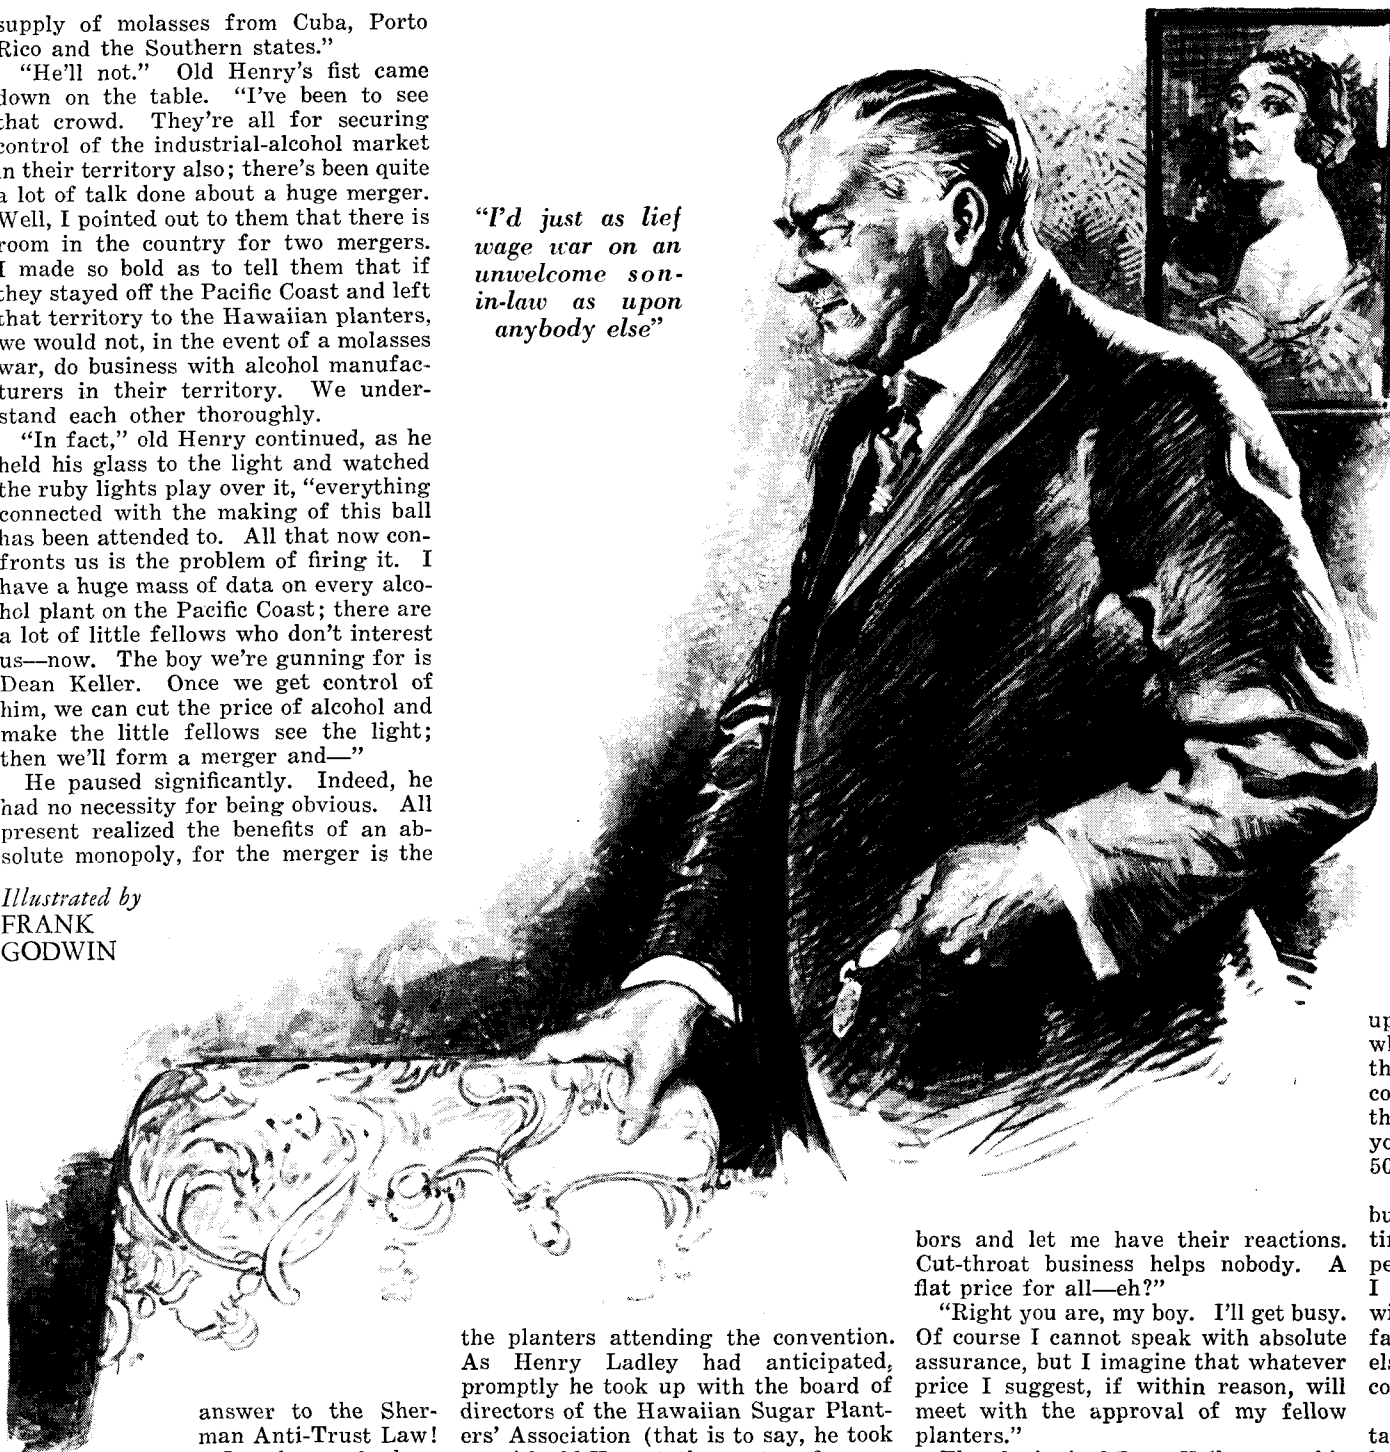 supply of molasses from Cuba, Porto
Rico and the Southern states.”
“He’ll not.” Old Henry’s fist came
down on the table. “I’ve been to see
that crowd. They’re all for securing
control of the industrial-alcohol market
in their territory also; there’s been quite
a lot of talk done about a huge merger.
Well, I pointed out to them that there is
room in the country for two mergers.
I made so bold as to tell them that if
they stayed off the Pacific Coast and left
that territory to the Hawaiian planters,
we would not, in the event of a molasses
war, do business with alcohol manufac-
turers in their territory. We under-
stand each other thoroughly.
“In fact,” old Henry continued, as he
held his glass to the light and watched
the ruby lights play over it, “everything
connected with the making of this ball
has been attended to. All that now con-
fronts us is the problem of firing it. I
have a huge mass of data on every alco-
hol plant on the Pacific Coast; there are
a lot of little fellows who don’t interest
us—now. The boy we’re gunning for is
Dean Keller. Once we get control of
him, we can cut the price of alcohol and
make the little fellows see the light;
then we’ll form a merger and—”
He paused significantly. Indeed, he
had no necessity for being obvious. All
present realized the benefits of an ab-
solute monopoly, for the merger is the
Illustrated by
FRANK
GODWIN
“I’d just as lief
wage war on an
unwelcome son-
in-law as upon
anybody else”
answer to the Sher-
man Anti-Trust Law!
the planters attending the convention.
As Henry Ladley had anticipated,
promptly he took up with the board of
directors of the Hawaiian Sugar Plant-
ers’ Association (that is to say, he took
bors and let me have their reactions.
Cut-throat business helps nobody. A
flat price for all—eh?”
“Right you are, my boy. I’ll get busy.
Of course I cannot speak with absolute
assurance, but I imagine that whatever
price I suggest, if within reason, will
meet with the approval of my fellow
planters.”
up
wh
th
co
th
yo
50
bu
tin
pe
I
wi
fa
els
co
ta